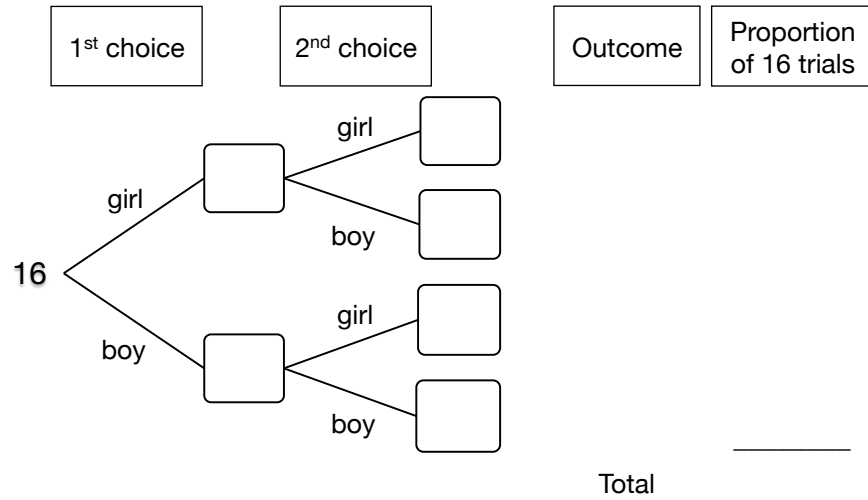 1st choice
2nd choice
Outcome
Proportion
of 16 trials
girl
girl
boy
16
boy
girl
boy
Total